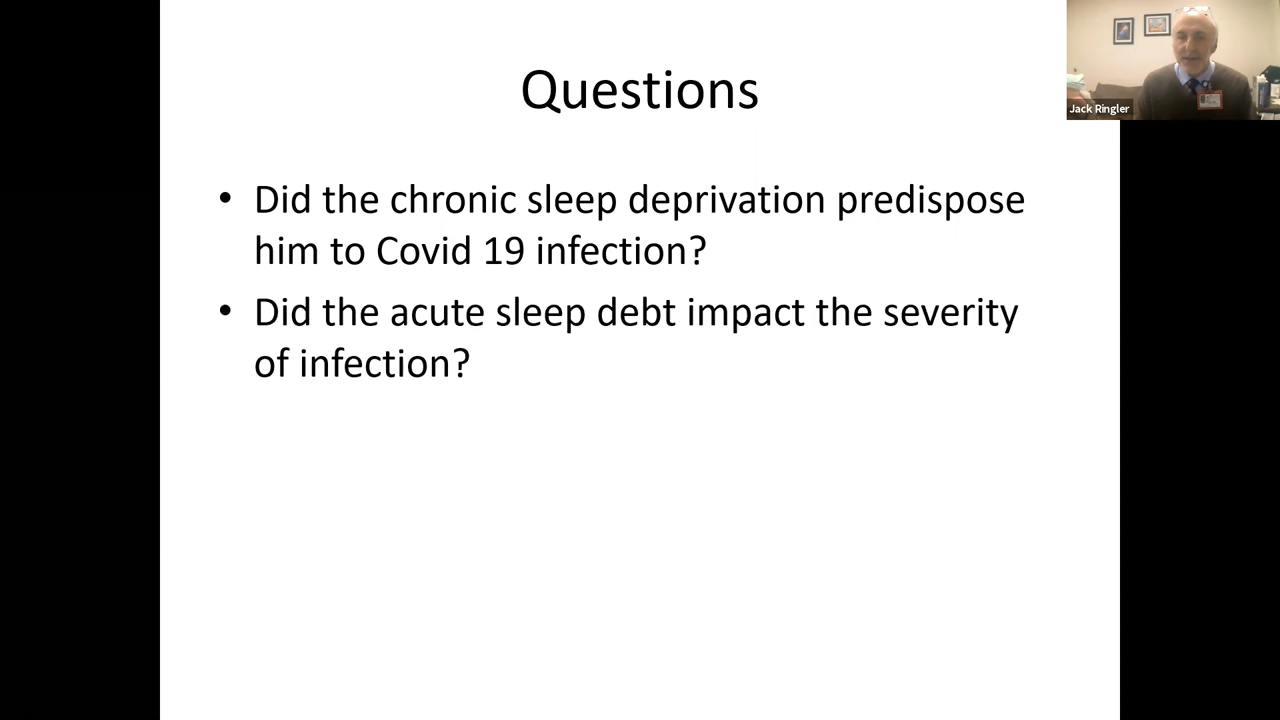 Questions
• Did the chronic sleep deprivation predispose
him to Covid 19 infection?
• Did the acute sleep debt impact the severity
of infection?
Jack Ringler